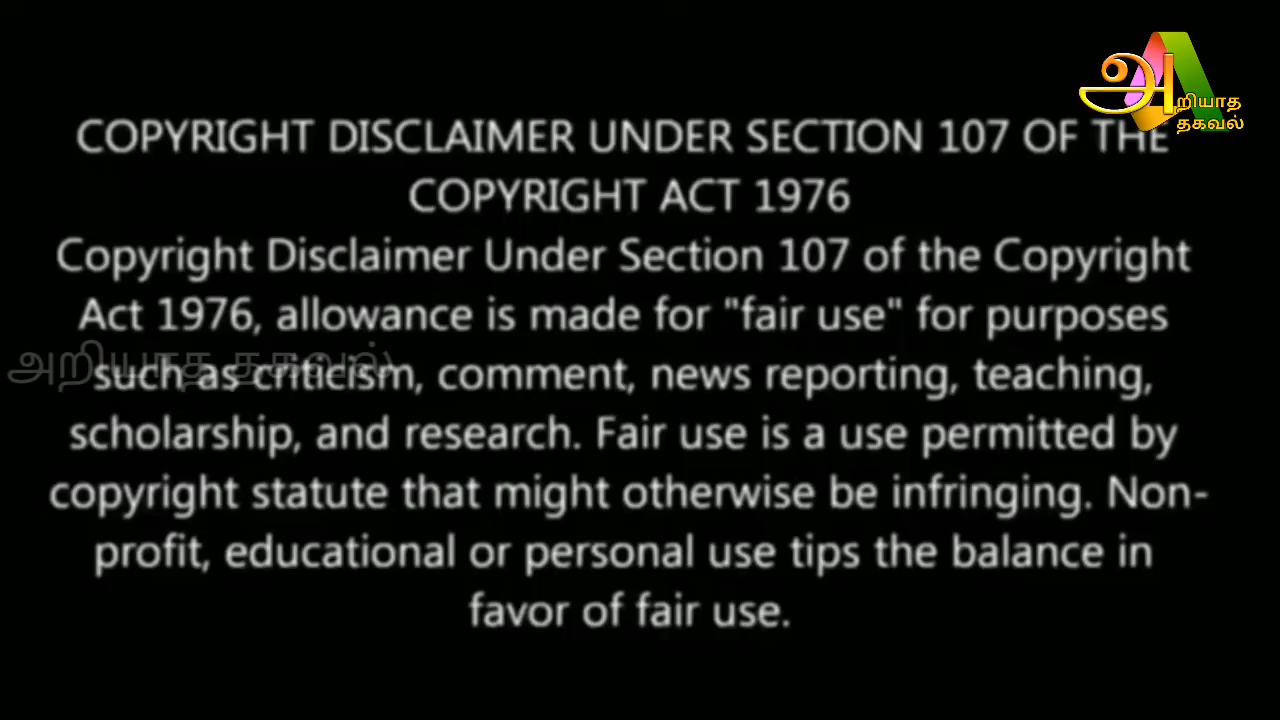 அறியாத
தகவல்
COPYRIGHT DISCLAIMER UNDER SECTION 107 OF THE
COPYRIGHT ACT 1976
Copyright Disclaimer Under Section 107 of the Copyright
Act 1976, allowance is made for "fair use" for purposes
அறியாத தகவல்
such as criticism, comment, news reporting, teaching,
scholarship, and research. Fair use is a use permitted by
copyright statute that might otherwise be infringing. Non-
profit, educational or personal use tips the balance in
favor of fair use.